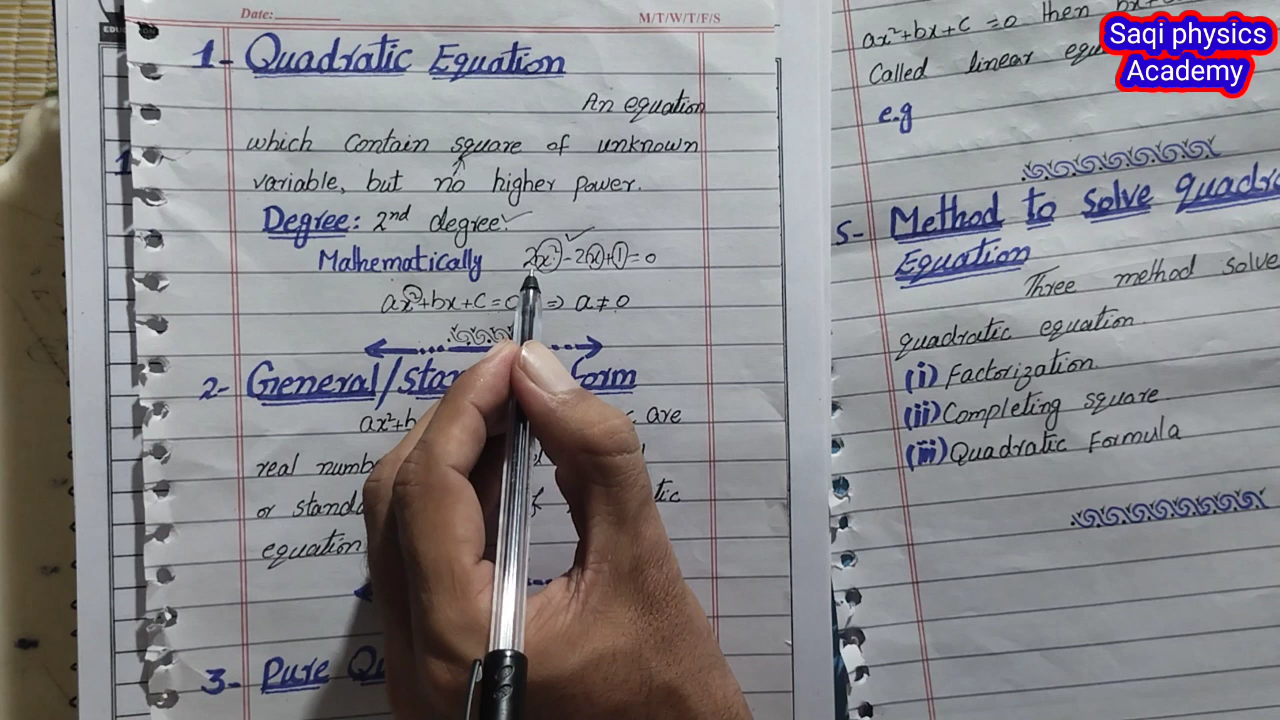 Date:
M/T/W/T/F/S
1- Quadratic Equation
An equation
which contain square of unknown
variable, but no higher power.
Degree: 2nd degree.
Mathematically 2x²-2x+1=0
ax²+bx+c=0 ⇒ a≠0
2- General/ form
are
real
or
equation
3- Pure
ax²+bx+c=0 then
Called linear
e.g
5- Method to solve
Equation
Three method solve
quadratic equation.
(i) Factorization.
(ii) Completing square
(iii) Quadratic Formula
Saqi physics
Academy